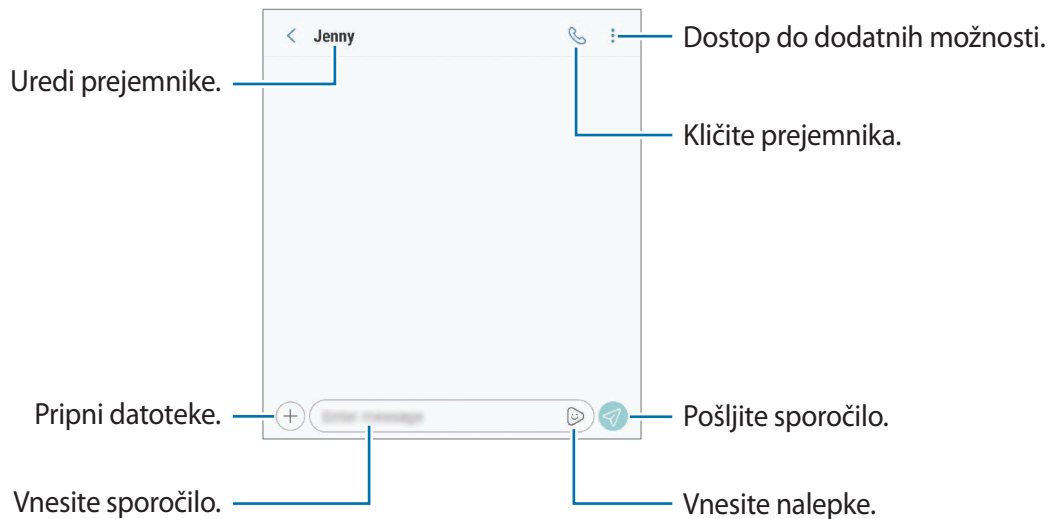 Jenny
Dostop do dodatnih možnosti.
Uredi prejemnike.
Kličite prejemnika.
Pripni datoteke.
Pošljite sporočilo.
Vnesite sporočilo.
Vnesite nalepke.